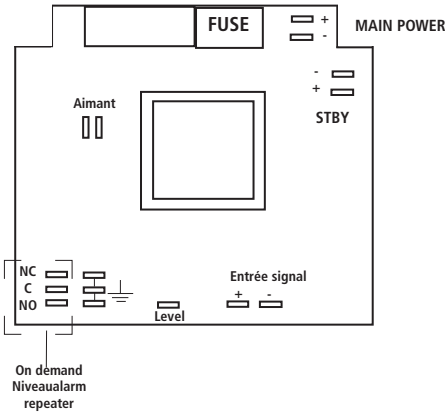 FUSE
+
-
MAIN POWER
-
+
STBY
Aimant
NC
C
NO
Entrée signal
+ -
Level
On demand
Niveaualarm
repeater